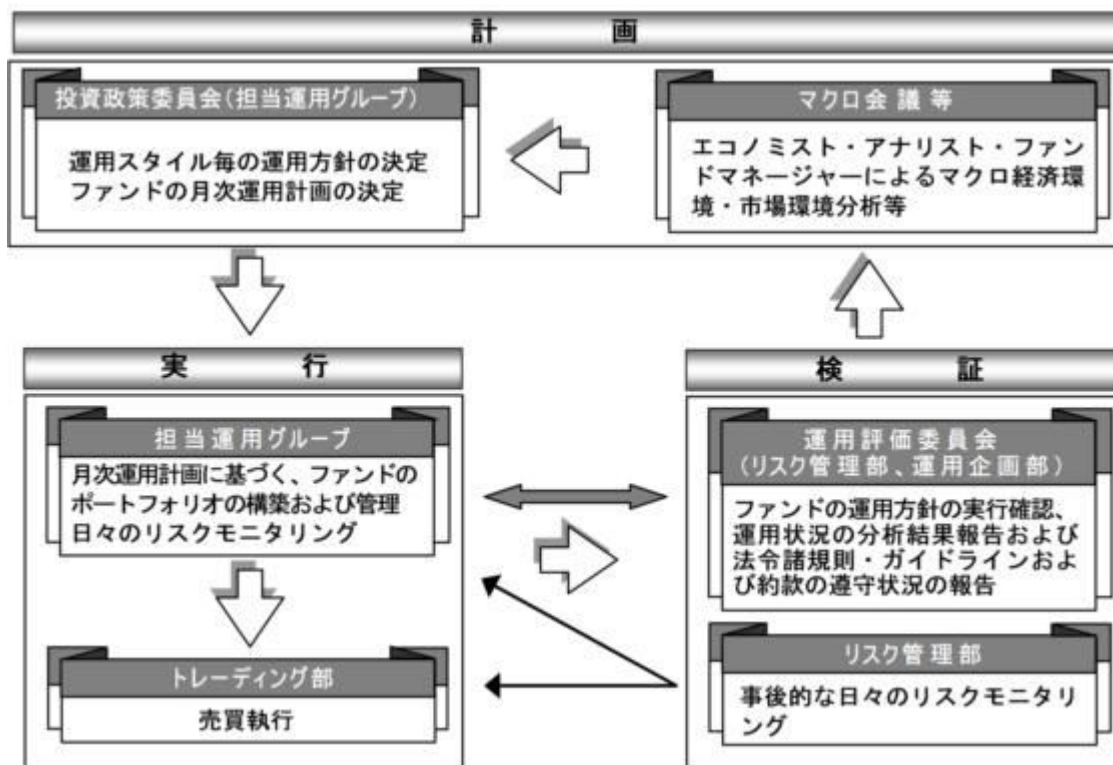 計画
投資政策委員会(担当運用グループ)
運用スタイル毎の運用方針の決定
ファンドの月次運用計画の決定
マクロ会議等
エコノミスト・アナリスト・ファン
ドマネージャーによるマクロ経済環
境・市場環境分析等
実行
担当運用グループ
月次運用計画に基づく、ファンドの
ポートフォリオの構築および管理
日々のリスクモニタリング
トレーディング部
売買執行
検証
運用評価委員会
(リスク管理部、運用企画部)
ファンドの運用方針の実行確認、
運用状況の分析結果報告および
法令諸規則・ガイドラインおよ
び約款の遵守状況の報告
リスク管理部
事後的な日々のリスクモニタリ
ング